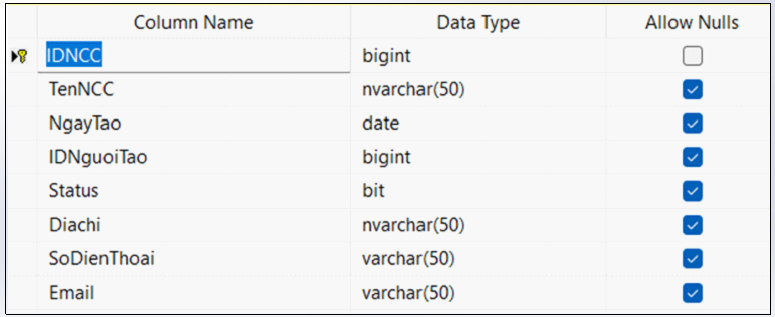 Column Name Data Type Allow Nulls
IDNCC bigint
TenNCC nvarchar(50)
NgayTao date
IDNguoiTao bigint
Status bit
Diachi nvarchar(50)
SoDienThoai varchar(50)
Email varchar(50)